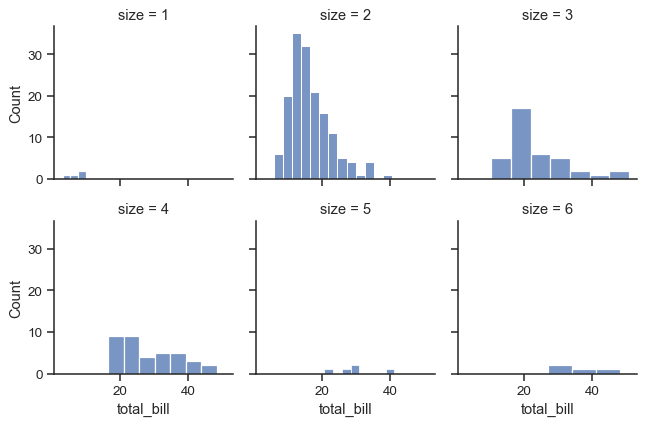 size = 1
size = 2
size = 3
30
20
10
0
Count
size = 4
size = 5
size = 6
30
20
10
0
Count
20 40
20 40
20 40
total_bill
total_bill
total_bill